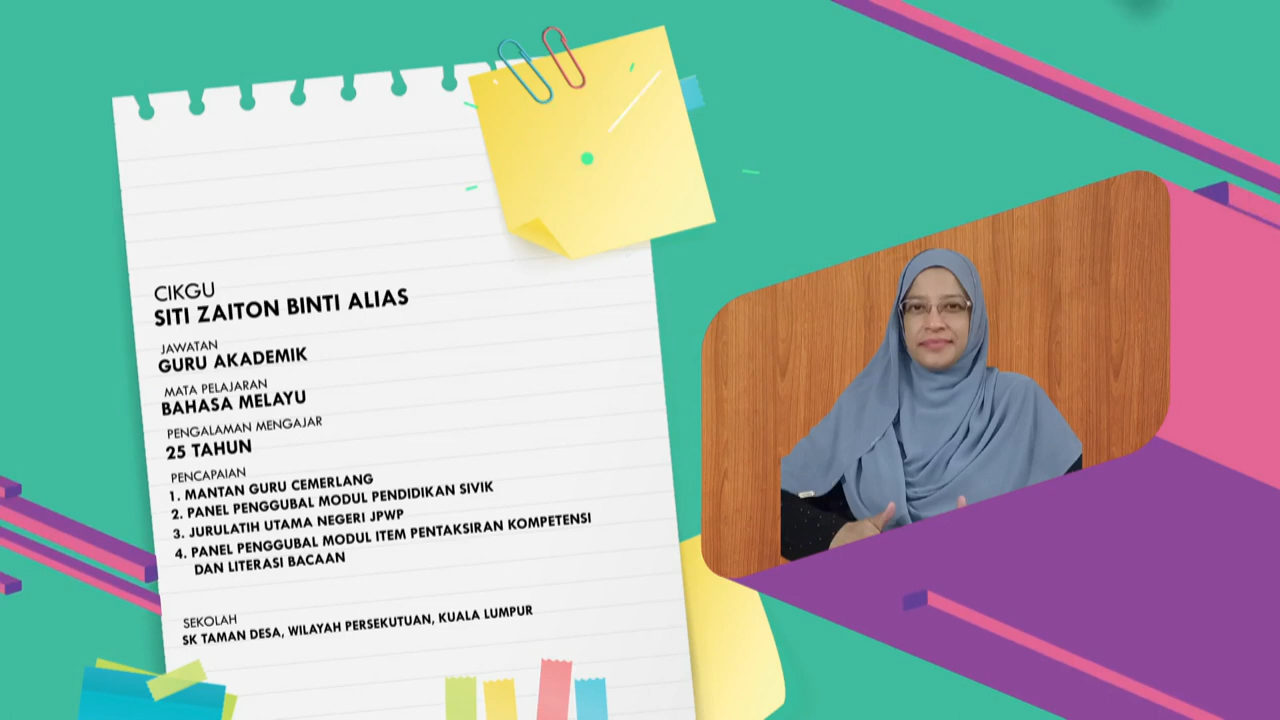 CIKGU
SITI ZAITON BINTI ALIAS
JAWATAN
GURU AKADEMIK
MATA PELAJARAN
BAHASA MELAYU
PENGALAMAN MENGAJAR
25 TAHUN
PENCAPAIAN
1. MANTAN GURU CEMERLANG
2. PANEL PENGGUBAL MODUL PENDIDIKAN SIVIK
3. JURULATIH UTAMA NEGERI JPWP
4. PANEL PENGGUBAL MODUL ITEM PENTAKSIRAN KOMPETENSI
DAN LITERASI BACAAN
SEKOLAH
SK TAMAN DESA, WILAYAH PERSEKUTUAN, KUALA LUMPUR